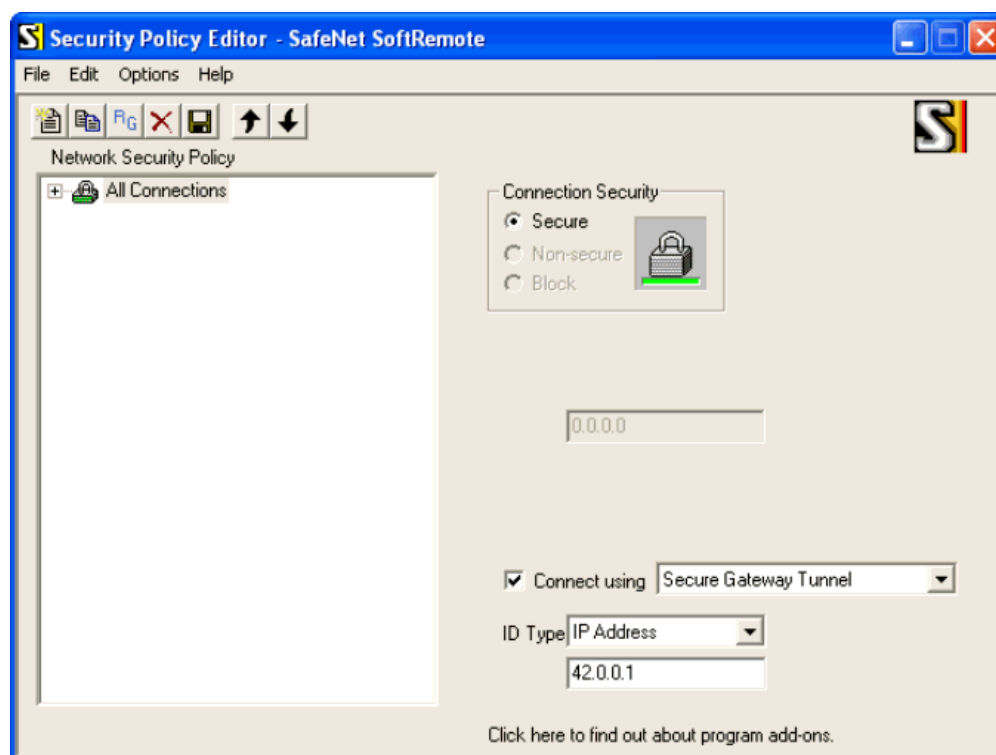 Security Policy Editor - SafeNet SoftRemote
File Edit Options Help
RG
Network Security Policy
All Connections
Connection Security
Secure
Non-secure
Block
0.0.0.0
Connect using Secure Gateway Tunnel
ID Type IP Address
42.0.0.1
Click here to find out about program add-ons.